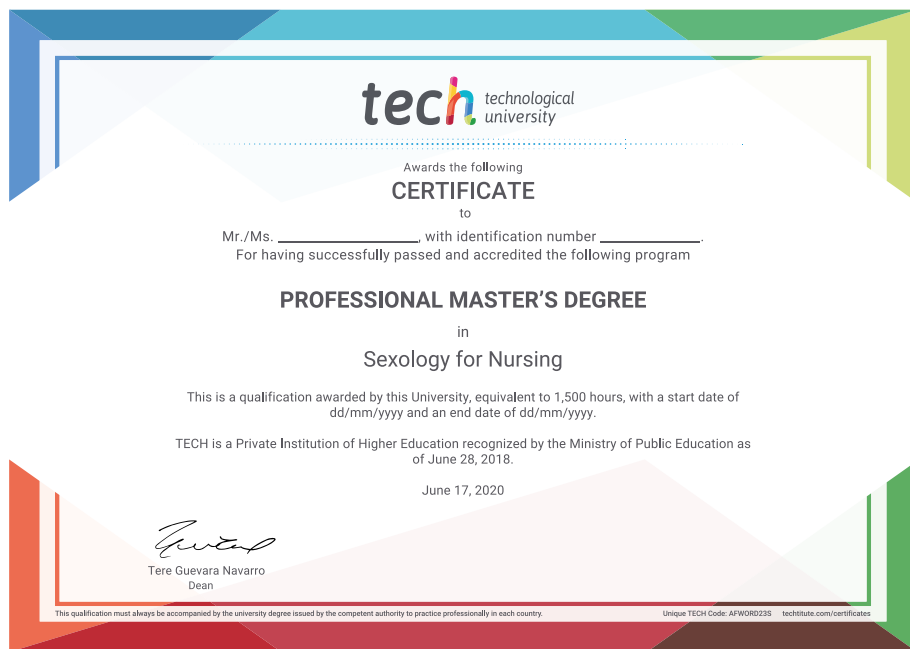 tech technological
university
Awards the following
CERTIFICATE
to
Mr./Ms. ____________________, with identification number ______________.
For having successfully passed and accredited the following program
PROFESSIONAL MASTER'S DEGREE
in
Sexology for Nursing
This is a qualification awarded by this University, equivalent to 1,500 hours, with a start date of
dd/mm/yyyy and an end date of dd/mm/yyyy.
TECH is a Private Institution of Higher Education recognized by the Ministry of Public Education as
of June 28, 2018.
June 17, 2020
Tere Guevara Navarro
Dean
This qualification must always be accompanied by the university degree issued by the competent authority to practice professionally in each country.
Unique TECH Code: AFWORD23S techtitute.com/certificates